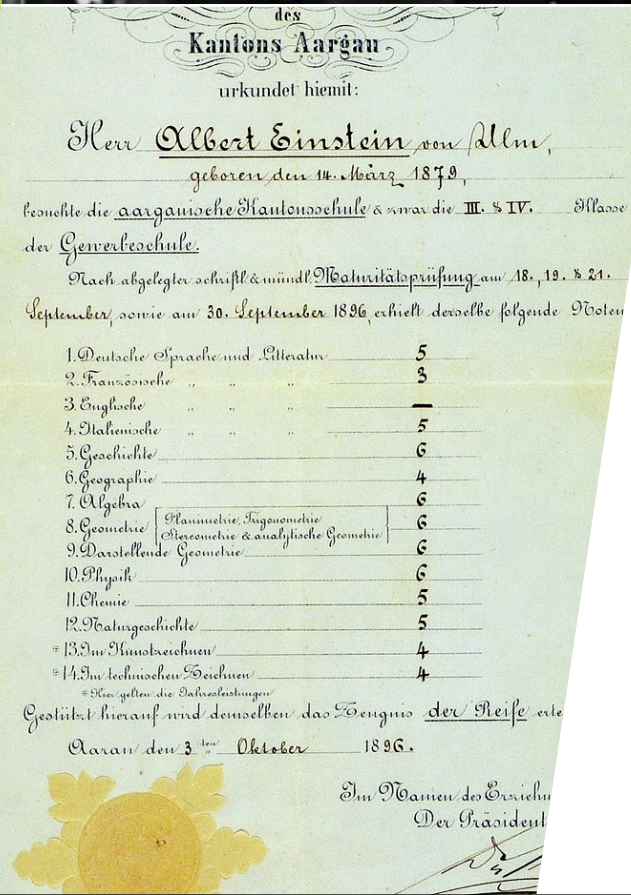 des
Kantons Aargau
urkundet hiemit:
Herr Albert Einstein von Ulm,
geboren den 14. März 1879,
besuchte die aargauische Kantonsschule & zwar die III. & IV. Klasse
der Gewerbeschule.
Nach abgelegter schriftl. & mündl. Maturitätsprüfung am 18., 19. & 21.
September, sowie am 30. September 1896, erhielt derselbe folgende Noten
1. Deutsche Sprache und Litteratur 5
2. Französische " " 3
3. Englische " " —
4. Italienische " " 5
5. Geschichte 6
6. Geographie 4
7. Algebra 6
8. Geometrie [Planimetrie, Trigonometrie
Stereometrie & analytische Geometrie] 6
9. Darstellende Geometrie 6
10. Physik 6
11. Chemie 5
12. Naturgeschichte 5
* 13. Im Kunstzeichnen 4
* 14. Im technischen Zeichnen 4
* Hier gelten die Jahresleistungen
Gestützt hierauf wird demselben das Zeugnis der Reife erte
Aarau den 3ten Oktober 1896.
Im Namen des Erziehu
Der Präsident